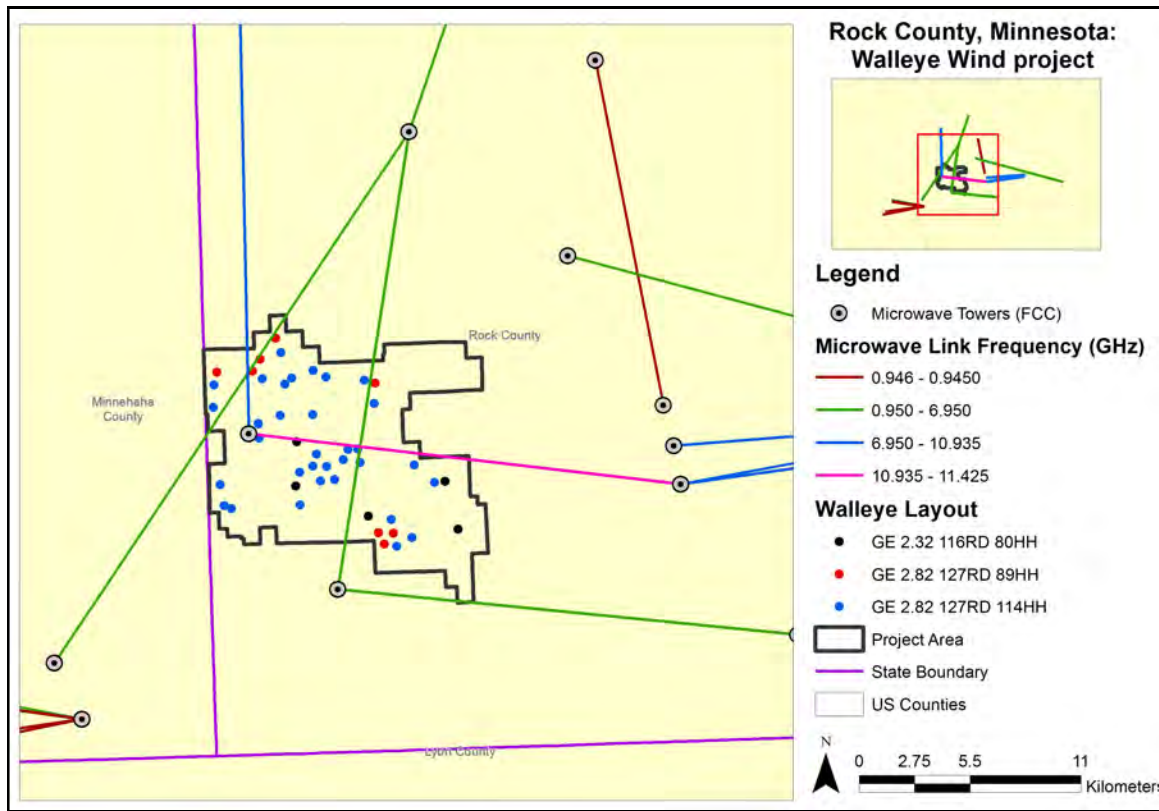 Rock County, Minnesota:
Walleye Wind project
Rock County
Minnehaha
County
Lyon County
Legend
Microwave Towers (FCC)
Microwave Link Frequency (GHz)
0.946 - 0.9450
0.950 - 6.950
6.950 - 10.935
10.935 - 11.425
Walleye Layout
GE 2.32 116RD 80HH
GE 2.82 127RD 89HH
GE 2.82 127RD 114HH
Project Area
State Boundary
US Counties
N
0 2.75 5.5 11
Kilometers